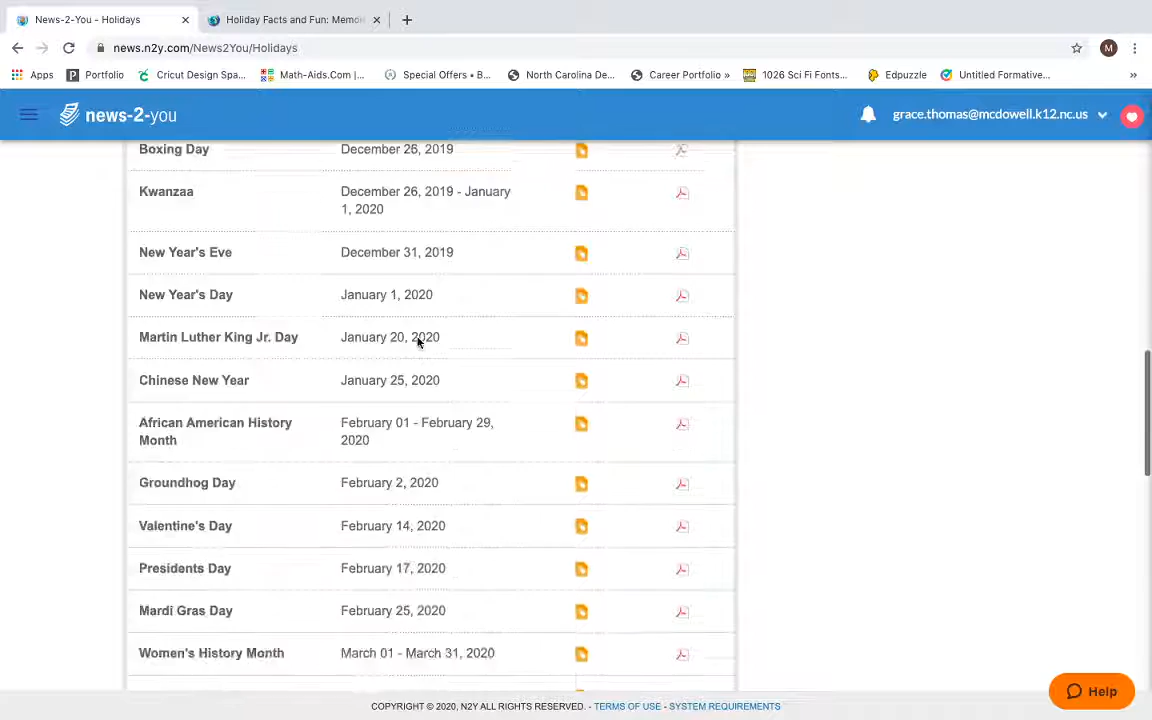 News-2-You - Holidays
Holiday Facts and Fun: Memo
news.n2y.com/News2You/Holidays
M
Apps
Portfolio
Cricut Design Spa...
Math-Aids.Com |...
Special Offers • B...
North Carolina De...
Career Portfolio »
1026 Sci Fi Fonts...
Edpuzzle
Untitled Formative...
»
news-2-you
grace.thomas@mcdowell.k12.nc.us
Boxing Day December 26, 2019
Kwanzaa December 26, 2019 - January
1, 2020
New Year's Eve December 31, 2019
New Year's Day January 1, 2020
Martin Luther King Jr. Day January 20, 2020
Chinese New Year January 25, 2020
African American History February 01 - February 29,
Month 2020
Groundhog Day February 2, 2020
Valentine's Day February 14, 2020
Presidents Day February 17, 2020
Mardi Gras Day February 25, 2020
Women's History Month March 01 - March 31, 2020
Help
COPYRIGHT © 2020, N2Y ALL RIGHTS RESERVED. - TERMS OF USE - SYSTEM REQUIREMENTS